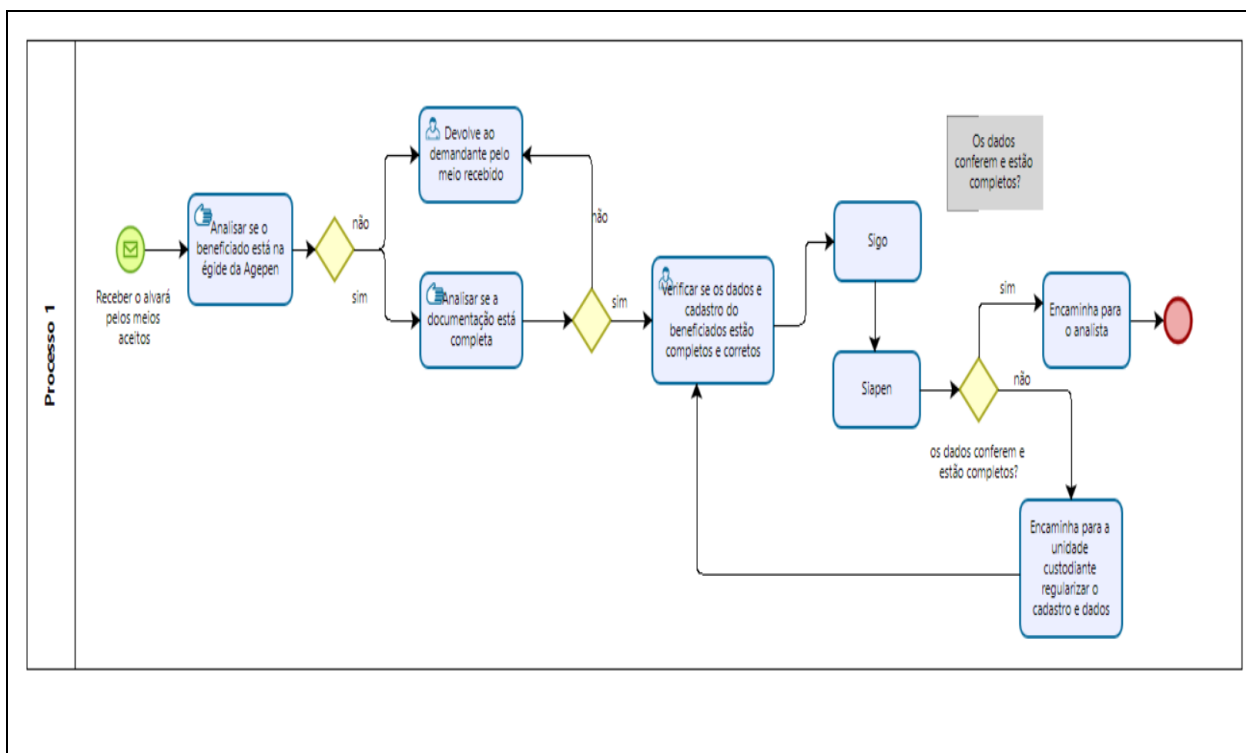 Processo 1
Receber o alvará
pelos meios
aceitos
Analisar se o
beneficiado está na
égide da Agepen
não
sim
Devolve ao
demandante pelo
meio recebido
Analisar se a
documentação está
completa
não
sim
Verificar se os dados e
cadastro do
beneficiados estão
completos e corretos
Sigo
Siapen
Os dados
conferem e estão
completos?
sim
não
os dados conferem e
estão completos?
Encaminha para
o analista
Encaminha para a
unidade
custodiante
regularizar o
cadastro e dados